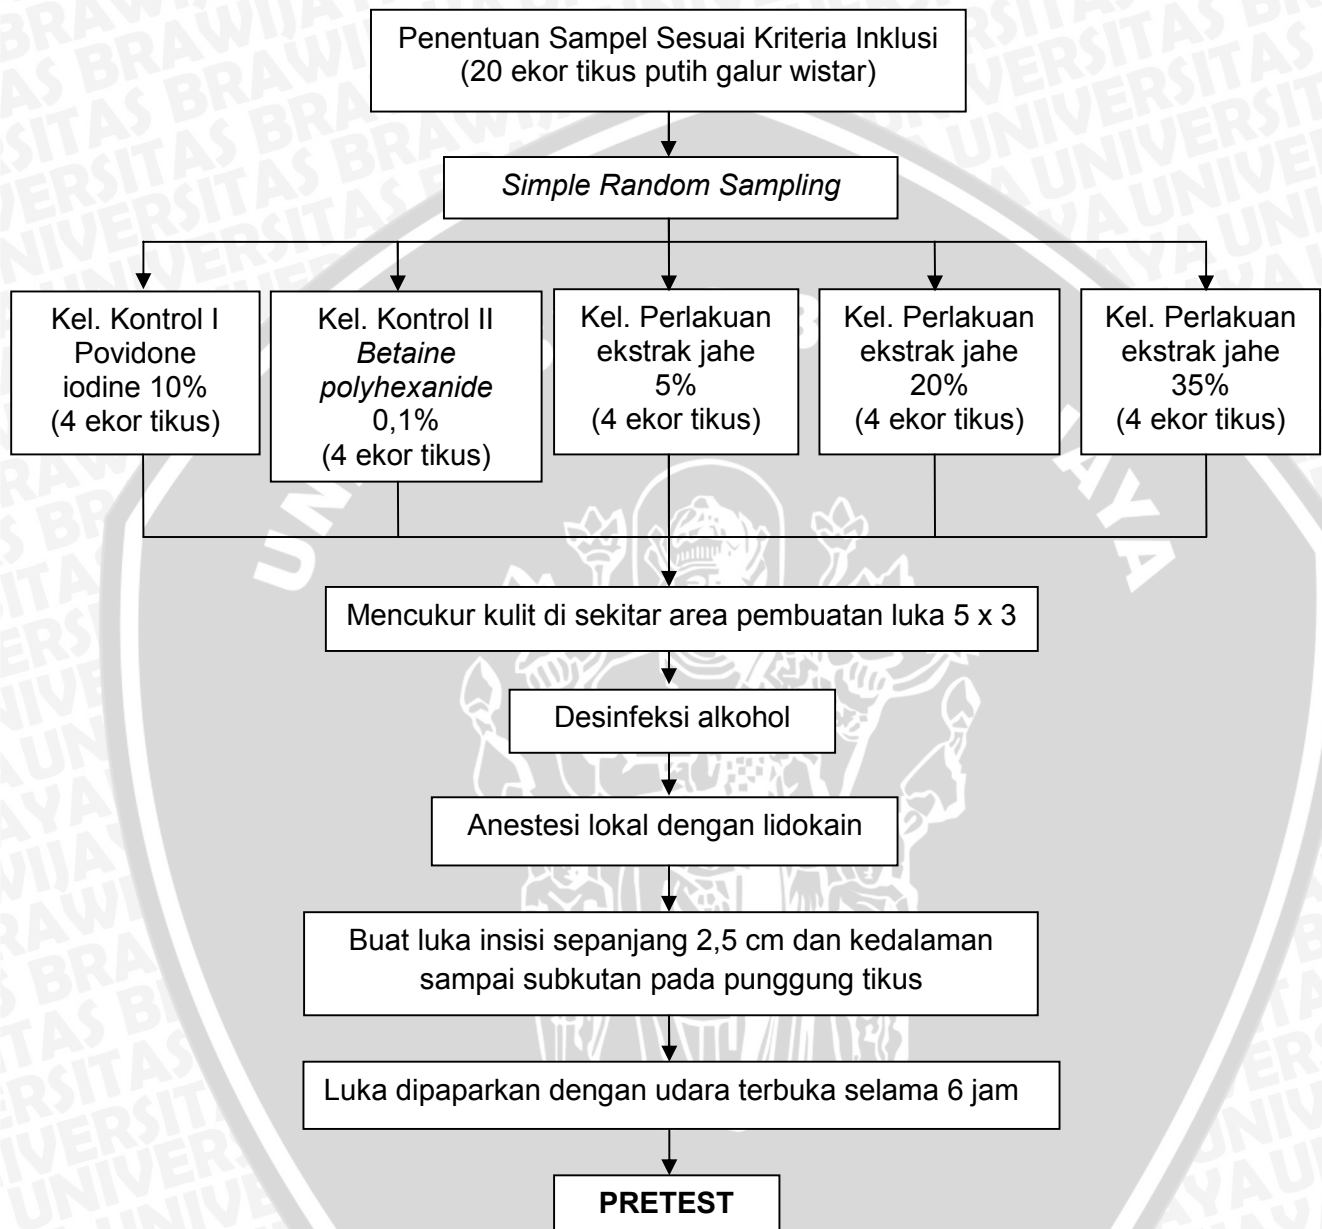 Penentuan Sampel Sesuai Kriteria Inklusi
(20 ekor tikus putih galur wistar)
Simple Random Sampling
Kel. Kontrol I
Povidone
iodine 10%
(4 ekor tikus)
Kel. Kontrol II
Betaine
polyhexanide
0,1%
(4 ekor tikus)
Kel. Perlakuan
ekstrak jahe
5%
(4 ekor tikus)
Kel. Perlakuan
ekstrak jahe
20%
(4 ekor tikus)
Kel. Perlakuan
ekstrak jahe
35%
(4 ekor tikus)
Mencukur kulit di sekitar area pembuatan luka 5 x 3
Desinfeksi alkohol
Anestesi lokal dengan lidokain
Buat luka insisi sepanjang 2,5 cm dan kedalaman
sampai subkutan pada punggung tikus
Luka dipaparkan dengan udara terbuka selama 6 jam
PRETEST